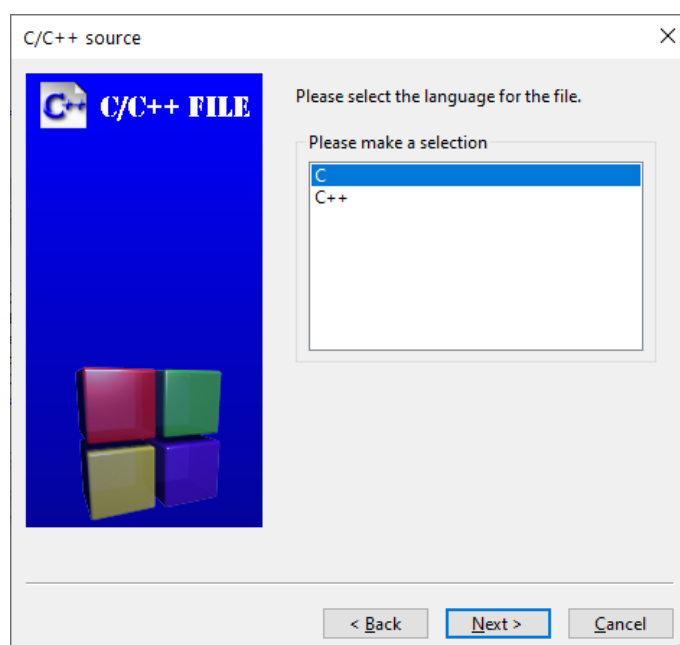 C/C++ source
C++ C/C++ FILE
Please select the language for the file.
Please make a selection
C
C++
< Back
Next >
Cancel